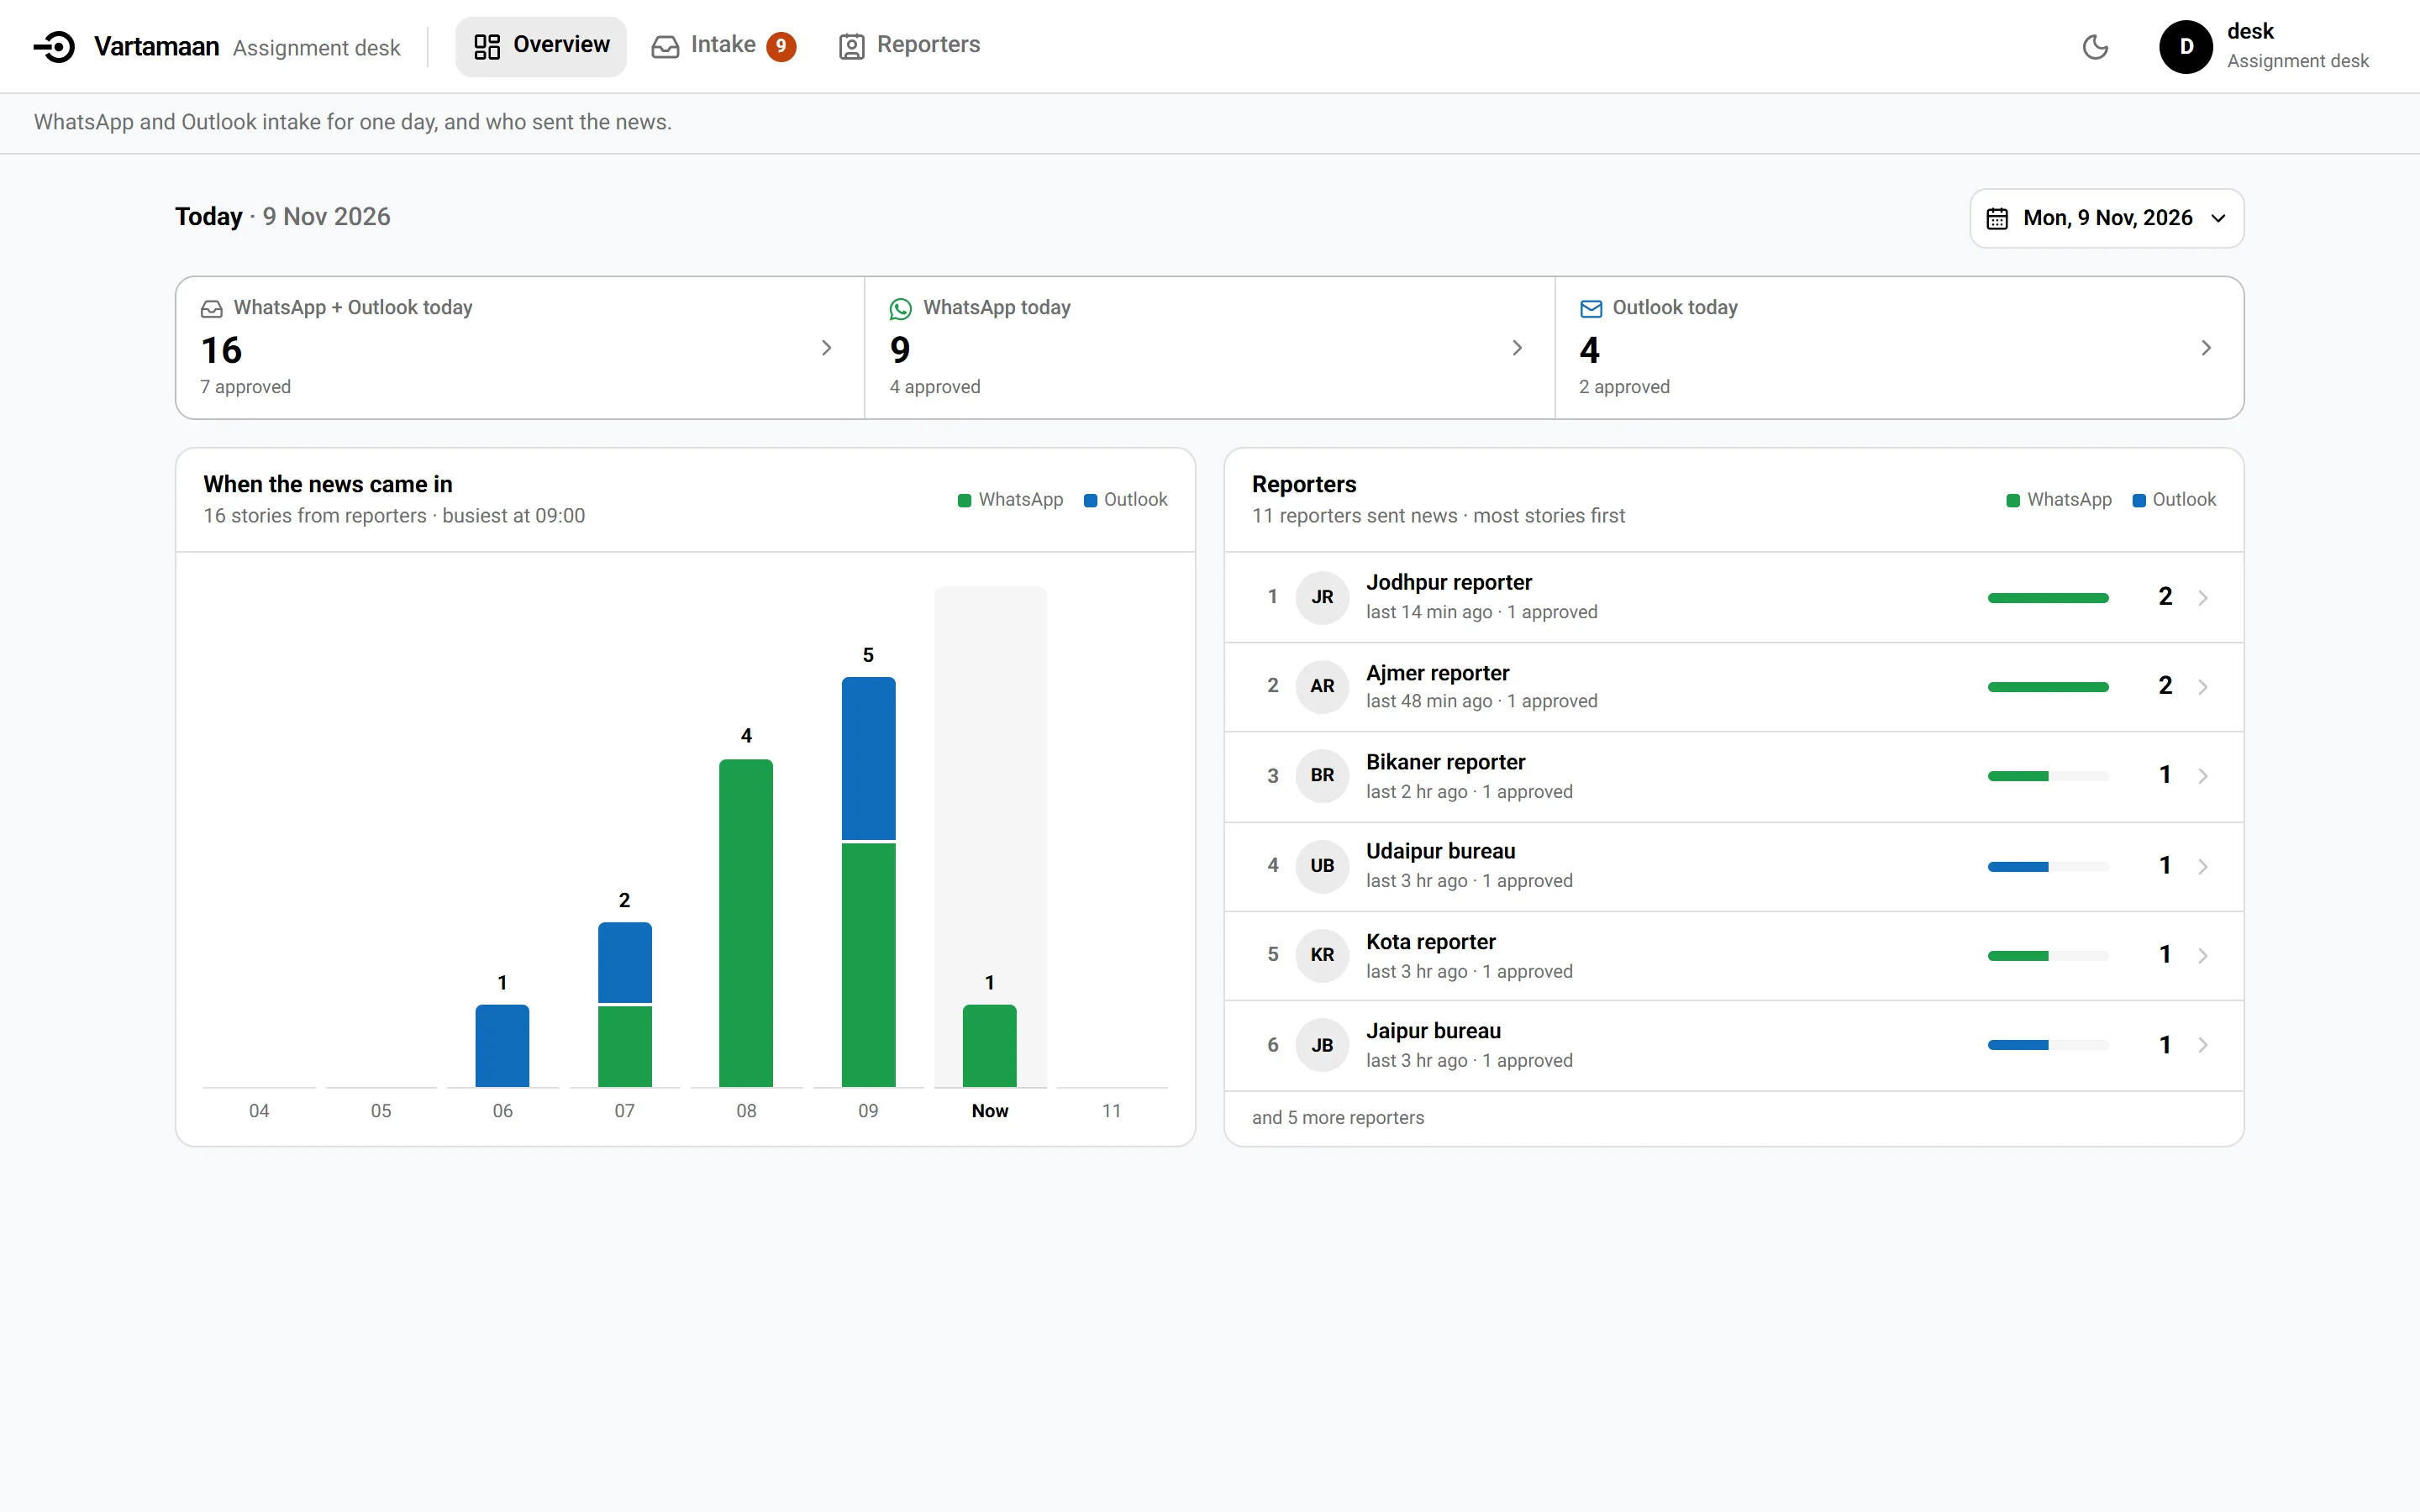 Vartamaan Assignment desk
Overview
Intake 9
Reporters
D
desk
Assignment desk
WhatsApp and Outlook intake for one day, and who sent the news.
Today · 9 Nov 2026
Mon, 9 Nov, 2026
WhatsApp + Outlook today
16
7 approved
WhatsApp today
9
4 approved
Outlook today
4
2 approved
When the news came in
16 stories from reporters · busiest at 09:00
WhatsApp Outlook
5
4
2
1
1
04 05 06 07 08 09 Now 11
Reporters
11 reporters sent news · most stories first
WhatsApp Outlook
1 JR Jodhpur reporter 2
last 14 min ago · 1 approved
2 AR Ajmer reporter 2
last 48 min ago · 1 approved
3 BR Bikaner reporter 1
last 2 hr ago · 1 approved
4 UB Udaipur bureau 1
last 3 hr ago · 1 approved
5 KR Kota reporter 1
last 3 hr ago · 1 approved
6 JB Jaipur bureau 1
last 3 hr ago · 1 approved
and 5 more reporters